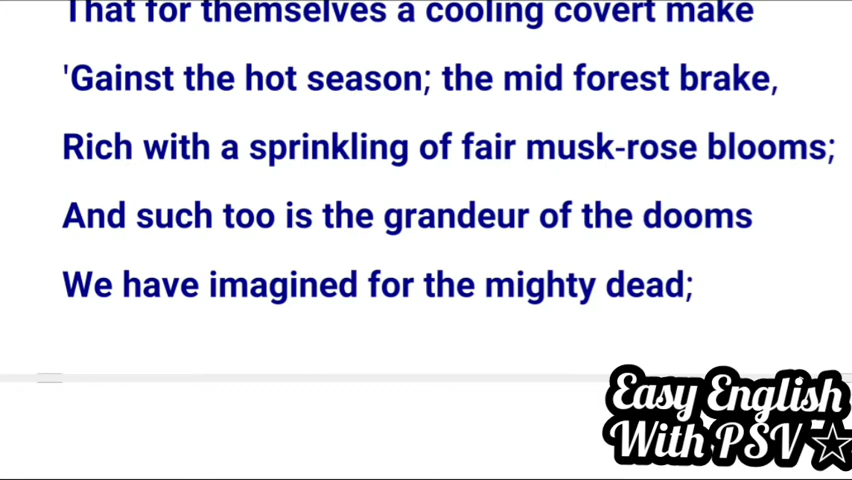 That for themselves a cooling covert make
'Gainst the hot season; the mid forest brake,
Rich with a sprinkling of fair musk-rose blooms;
And such too is the grandeur of the dooms
We have imagined for the mighty dead;
Easy English
With PSV